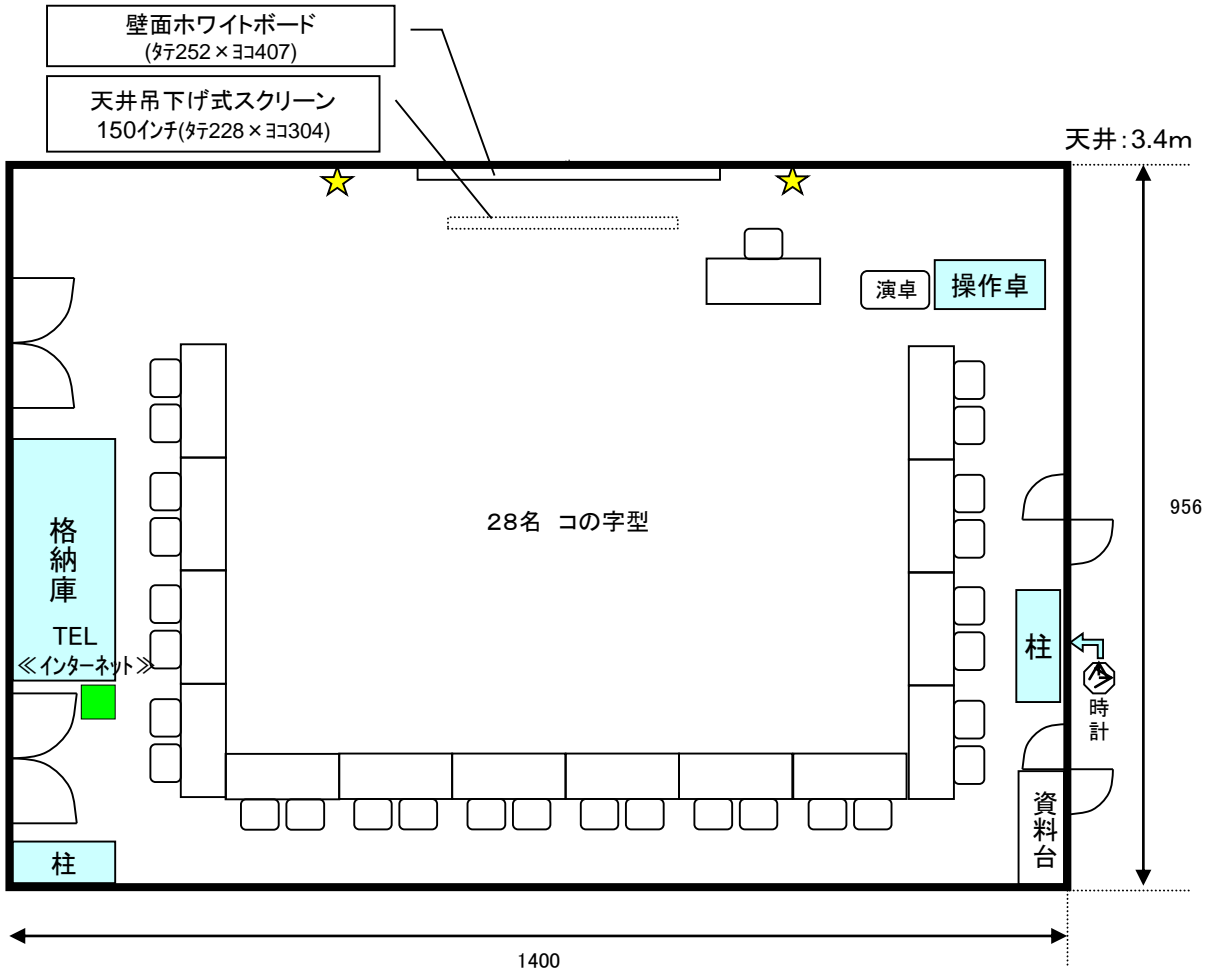 壁面ホワイトボード
(ﾀﾃ252×ﾖｺ407)
天井吊下げ式スクリーン
150インチ(ﾀﾃ228×ﾖｺ304)
天井:3.4m
演卓
操作卓
28名 コの字型
956
格納庫
TEL
≪インターネット≫
柱
時計
資料台
柱
1400